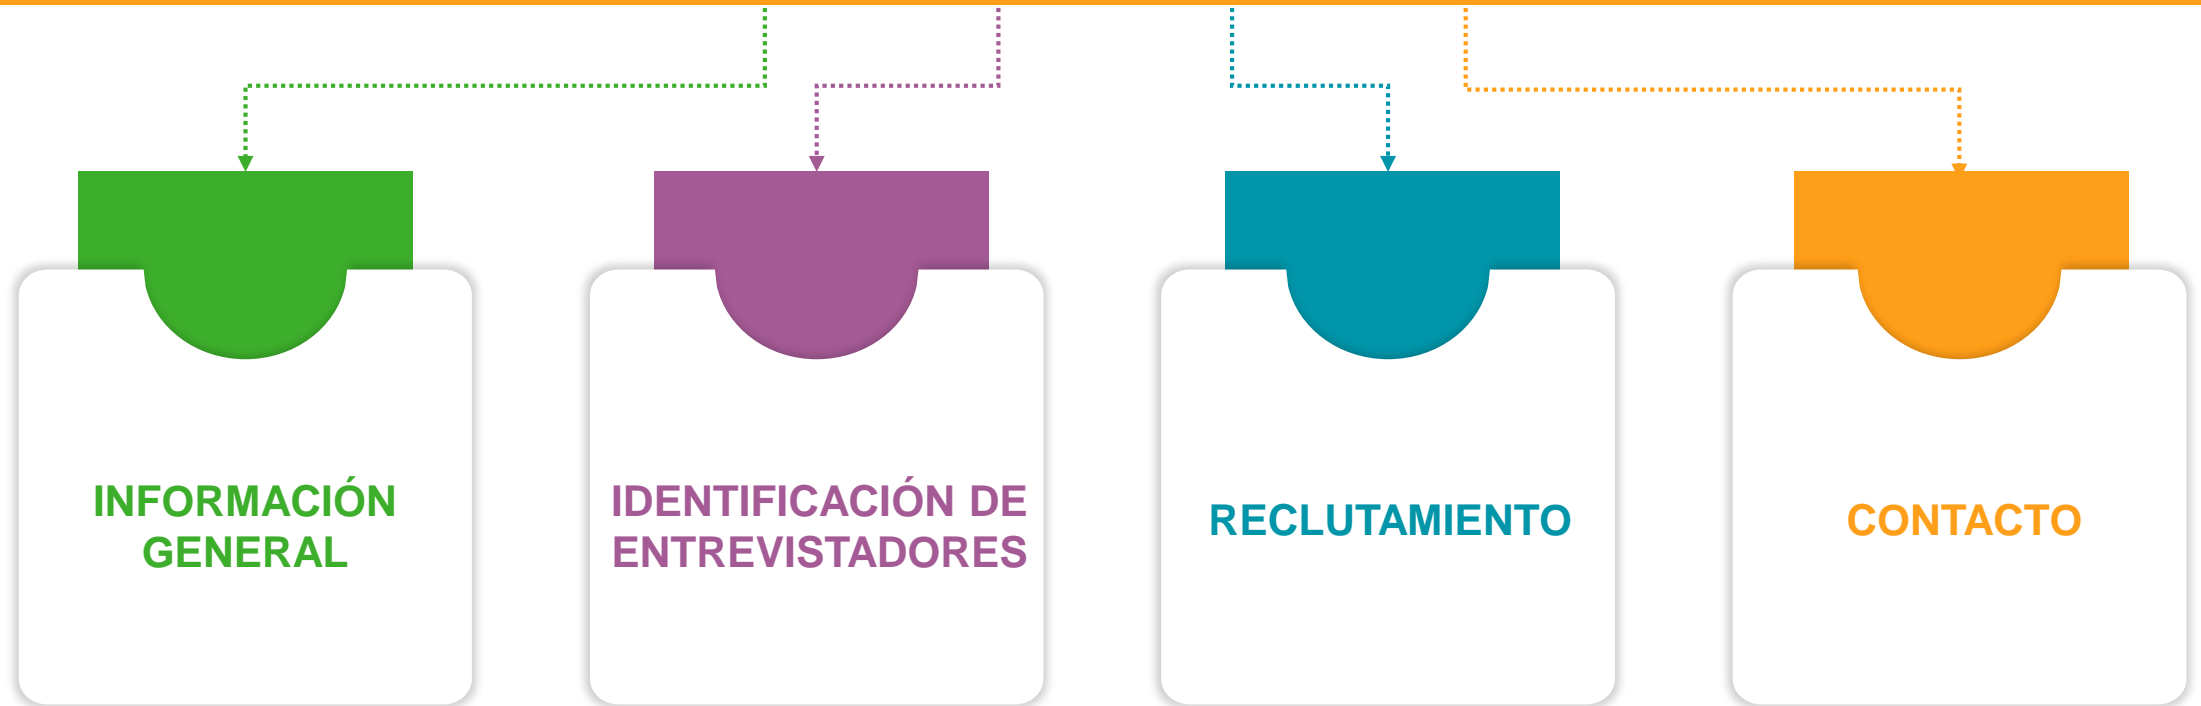 INFORMACIÓN
GENERAL
IDENTIFICACIÓN DE
ENTREVISTADORES
RECLUTAMIENTO
CONTACTO